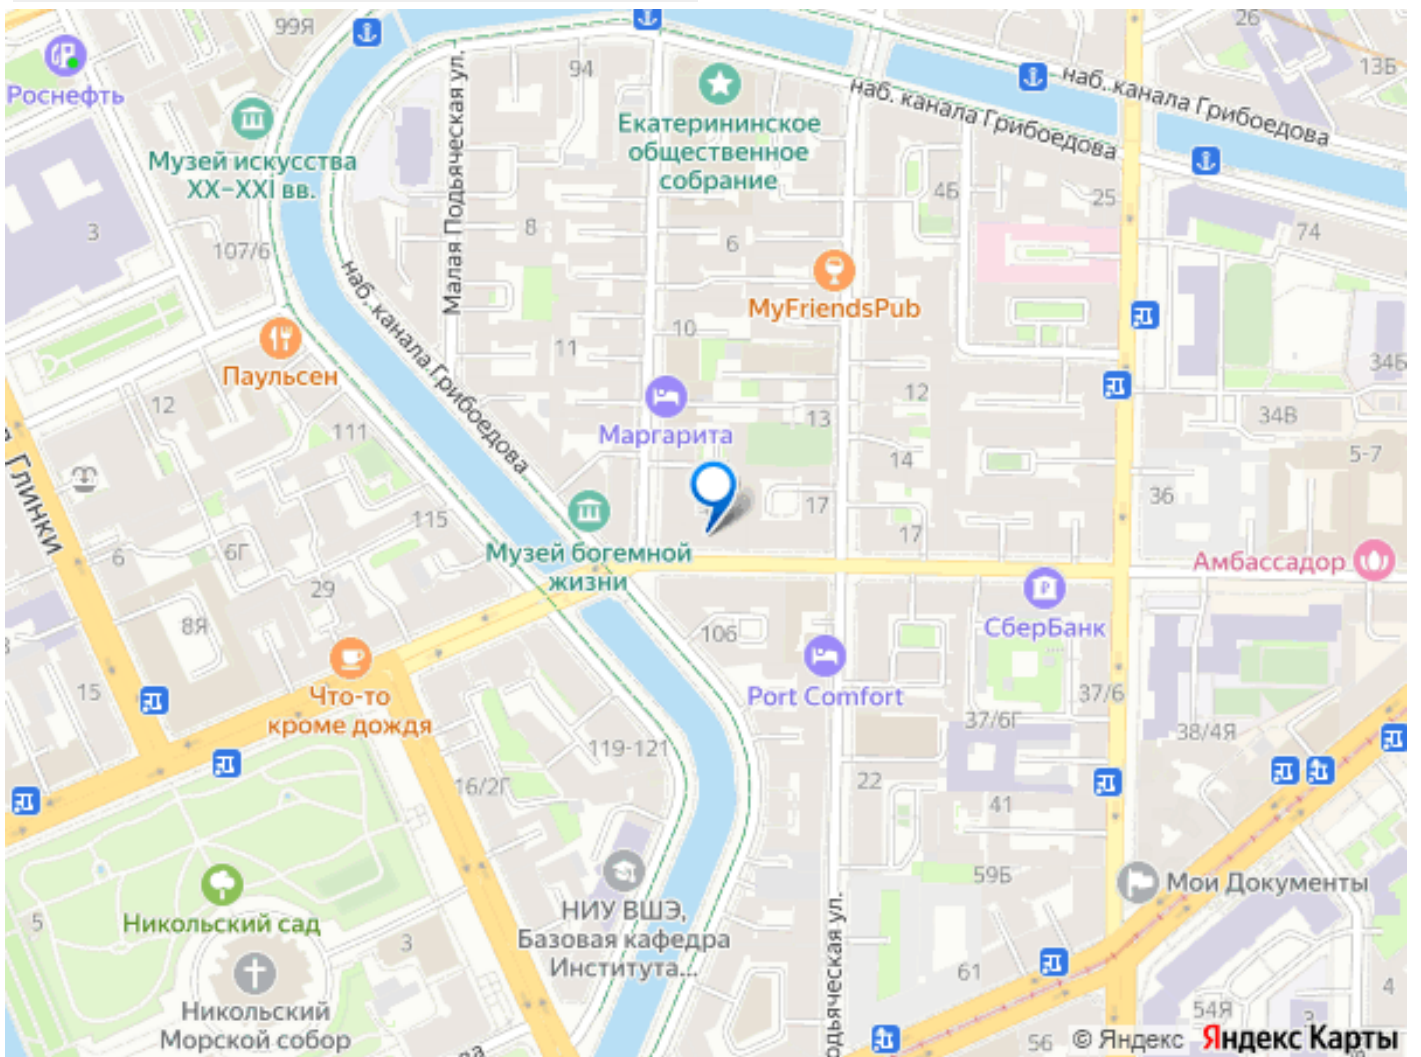 99Я
26
Роснефть
94
13Б
наб. канала Грибоедова
наб. канала Грибоедова
Малая Подьяческая ул.
Екатерининское
общественное
собрание
Музей искусства
XX–XXI вв.
4Б
25
3
8
6
74
107/6
MyFriendsPub
наб. канала Грибоедова
10
11
34Б
Паульсен
12
12
13
34В
Маргарита
111
14
5-7
Глинки
36
115
17
17
Музей богемной
жизни
6
6Г
Амбассадор
29
8Я
106
СберБанк
15
Что-то
кроме дождя
Port Comfort
37/6
37/6Г
38/4Я
119-121
16/2Г
22
41
59Б
Мои Документы
5
Никольский сад
НИУ ВШЭ,
Базовая кафедра
Института...
3
61
4
Никольский
Морской собор
одьяческая ул.
54Я
3
56
© Яндекс
Яндекс Карты